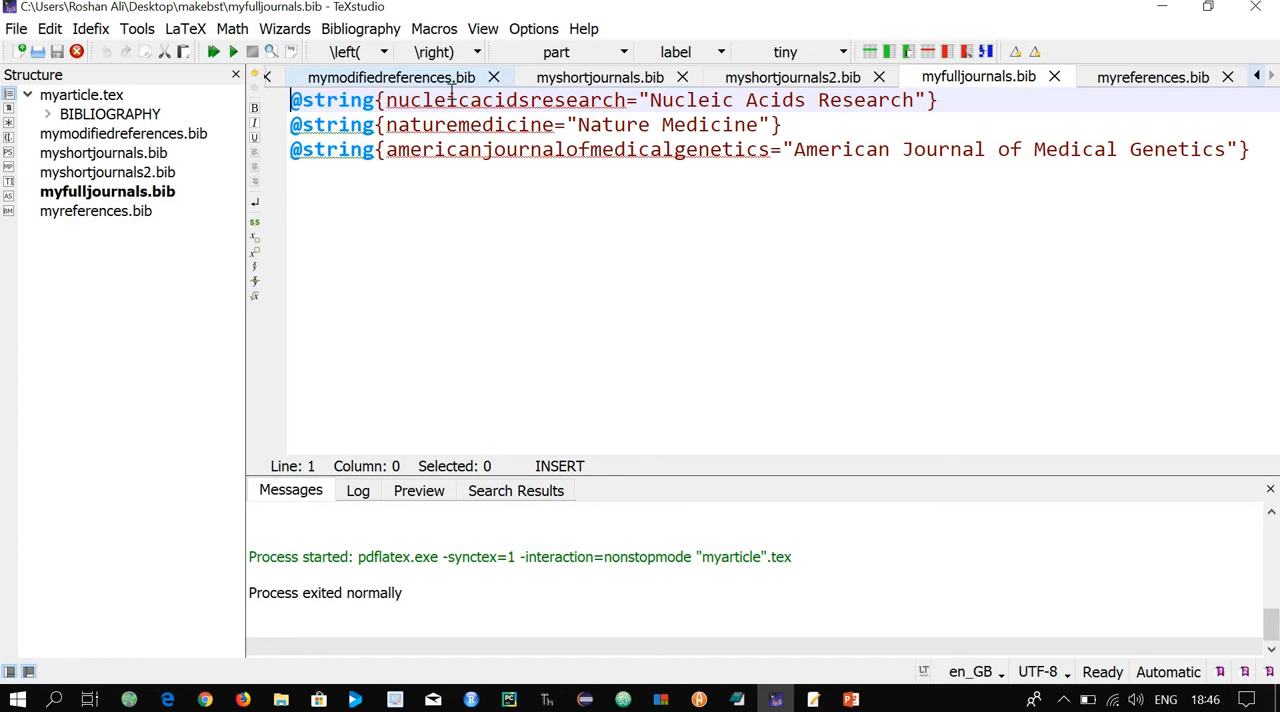 C:\Users\Roshan Ali\Desktop\makebst\myfulljournals.bib - TeXstudio
File Edit Idefix Tools LaTeX Math Wizards Bibliography Macros View Options Help
\left( \right) part label tiny
Structure
mymodifiedreferences.bib myshortjournals.bib myshortjournals2.bib myfulljournals.bib myreferences.bib
myarticle.tex
BIBLIOGRAPHY
mymodifiedreferences.bib
myshortjournals.bib
myshortjournals2.bib
myfulljournals.bib
myreferences.bib
@string{nucleicacidsresearch="Nucleic Acids Research"}
@string{naturemedicine="Nature Medicine"}
@string{americanjournalofmedicalgenetics="American Journal of Medical Genetics"}
Line: 1 Column: 0 Selected: 0 INSERT
Messages Log Preview Search Results
Process started: pdflatex.exe -synctex=1 -interaction=nonstopmode "myarticle".tex
Process exited normally
en_GB UTF-8 Ready Automatic
ENG 18:46